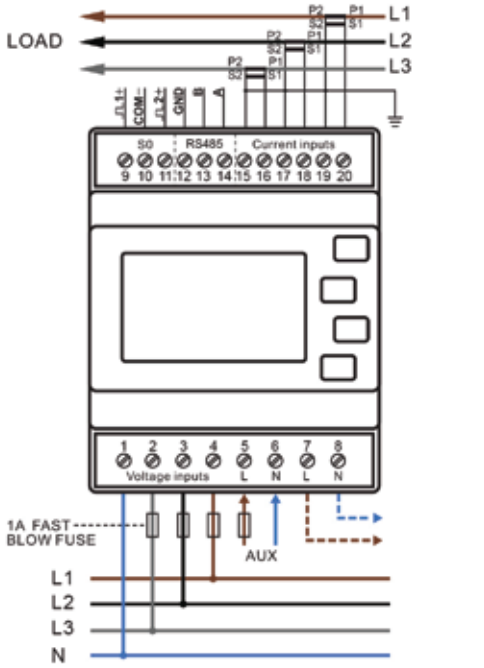 P2 P1 L1
S2 S1
LOAD P2 P1 L2
S2 S1
P2 P1 L3
S2 S1
1+ COM- 2+ GND B A
S0 RS485 Current inputs
9 10 11 12 13 14 15 16 17 18 19 20
1 2 3 4 5 6 7 8
Voltage inputs L N L N
1A FAST
BLOW FUSE
AUX
L1
L2
L3
N